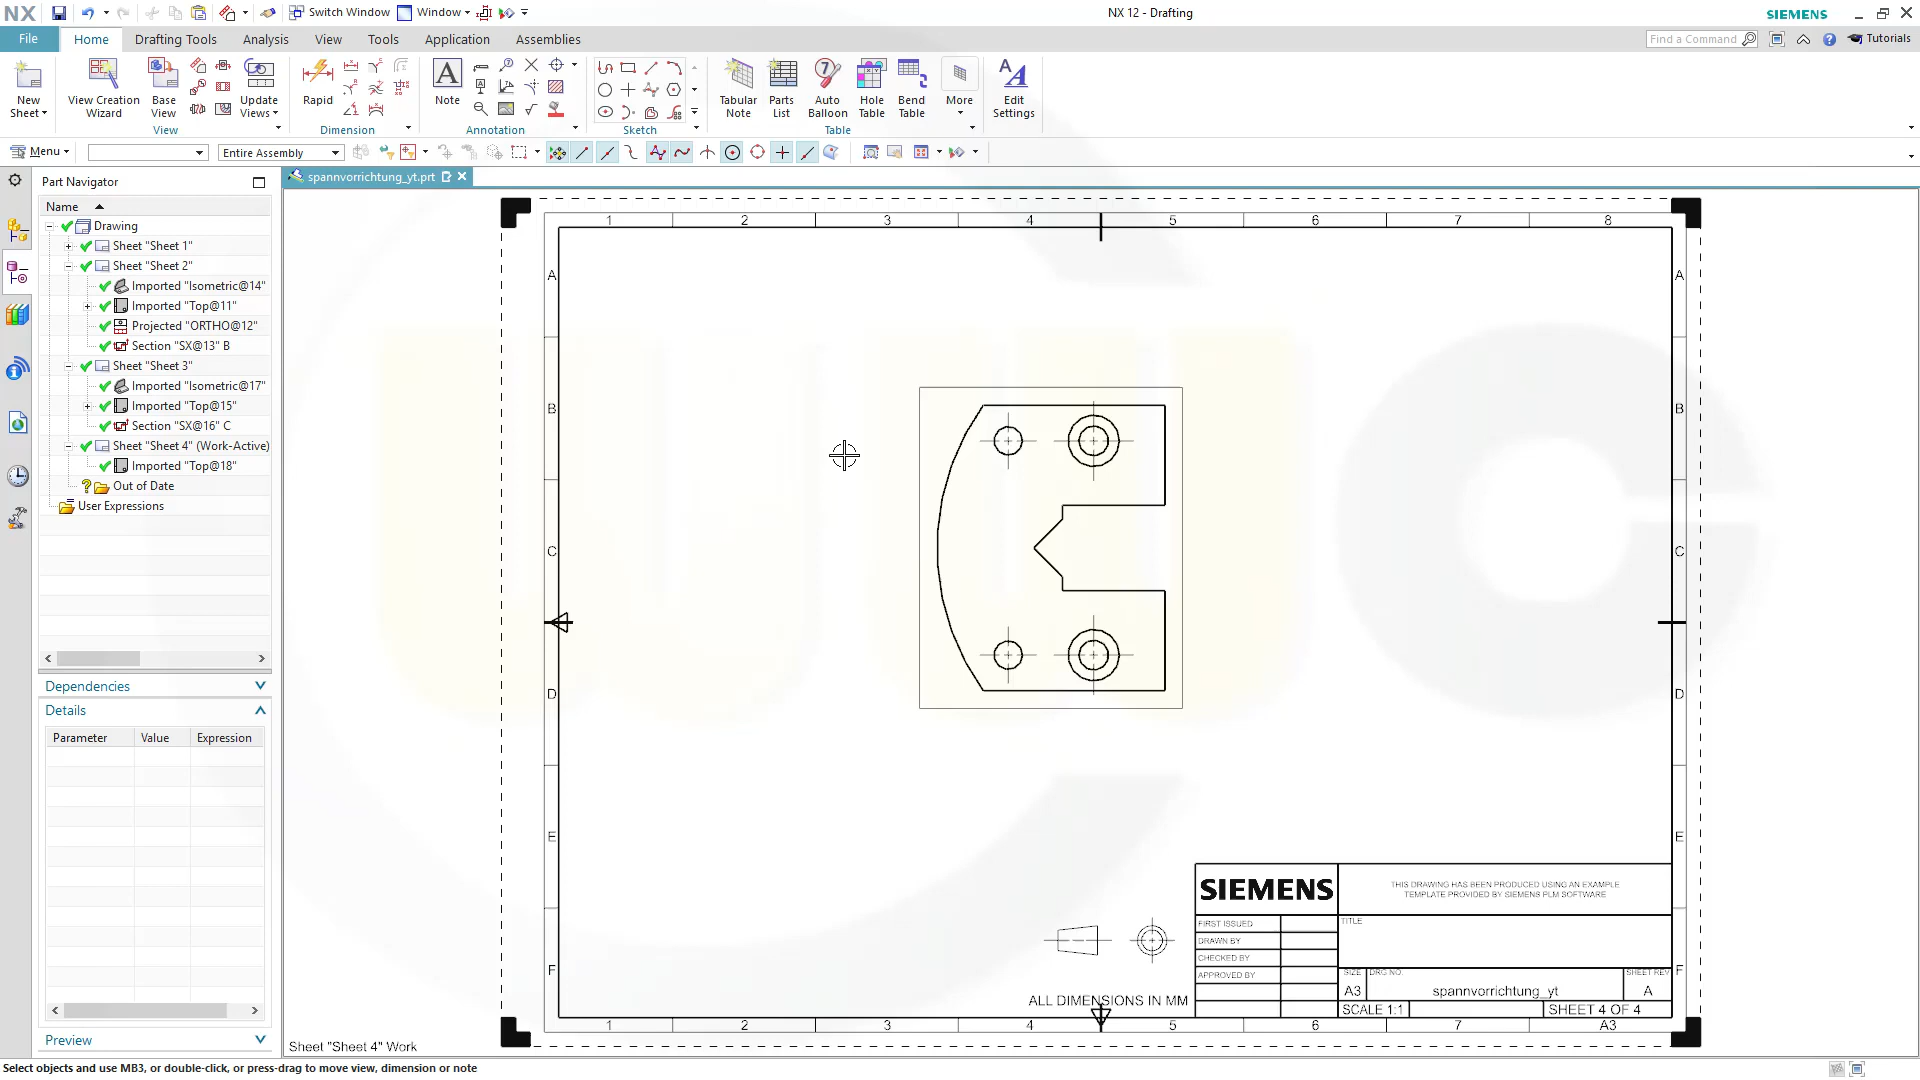 NX
Switch Window
Window
NX 12 - Drafting
SIEMENS
File
Home
Drafting Tools
Analysis
View
Tools
Application
Assemblies
Find a Command
Tutorials
New
Sheet
View Creation
Wizard
Base
View
Update
Views
Rapid
Note
Tabular
Note
Parts
List
Auto
Balloon
Hole
Table
Bend
Table
More
Edit
Settings
View
Dimension
Annotation
Sketch
Table
Menu
Entire Assembly
Part Navigator
spannvorrichtung_yt.prt
Name
Drawing
Sheet "Sheet 1"
Sheet "Sheet 2"
Imported "Isometric@14"
Imported "Top@11"
Projected "ORTHO@12"
Section "SX@13" B
Sheet "Sheet 3"
Imported "Isometric@17"
Imported "Top@15"
Section "SX@16" C
Sheet "Sheet 4" (Work-Active)
Imported "Top@18"
Out of Date
User Expressions
Dependencies
Details
Parameter Value Expression
Preview
1 2 3 4 5 6 7 8
A A
B B
C C
D D
E E
F F
SIEMENS
THIS DRAWING HAS BEEN PRODUCED USING AN EXAMPLE
TEMPLATE PROVIDED BY SIEMENS PLM SOFTWARE
FIRST ISSUED
DRAWN BY
CHECKED BY
APPROVED BY
TITLE
SIZE DRG NO. SHEET REV
A3 spannvorrichtung_yt A
SCALE 1:1 SHEET 4 OF 4
ALL DIMENSIONS IN MM
1 2 3 4 5 6 7 A3
Sheet "Sheet 4" Work
Select objects and use MB3, or double-click, or press-drag to move view, dimension or note